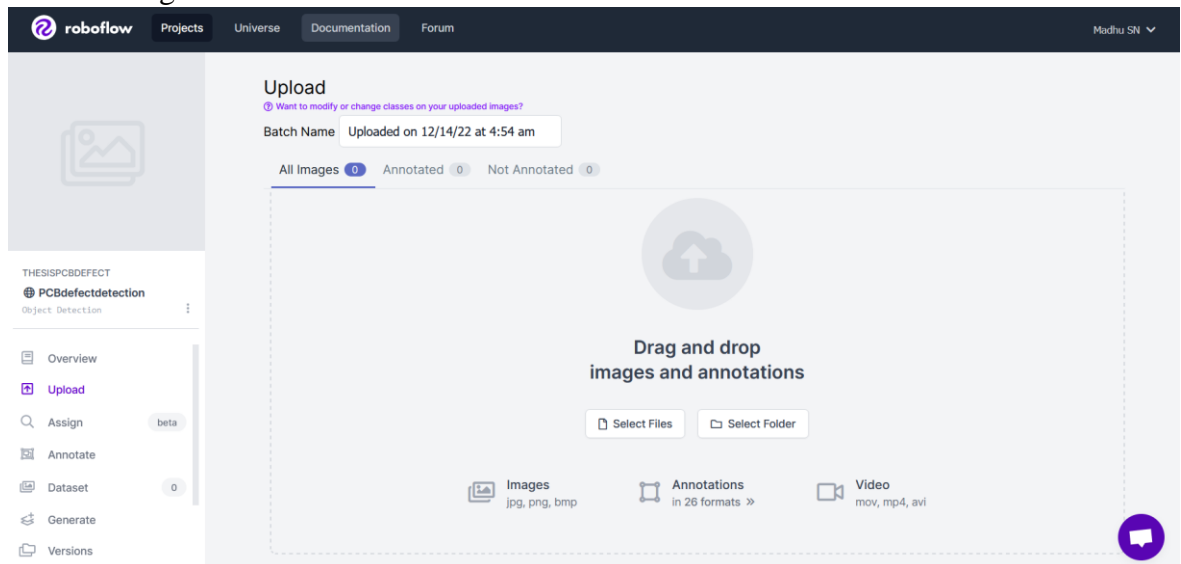 roboflow Projects Universe Documentation Forum Madhu SN
Upload
Want to modify or change classes on your uploaded images?
Batch Name Uploaded on 12/14/22 at 4:54 am
All Images 0 Annotated 0 Not Annotated 0
THESISPCBDEFECT
PCBdefectdetection
Object Detection
Overview
Upload
Assign beta
Annotate
Dataset 0
Generate
Versions
Drag and drop
images and annotations
Select Files Select Folder
Images Annotations Video
jpg, png, bmp in 26 formats » mov, mp4, avi